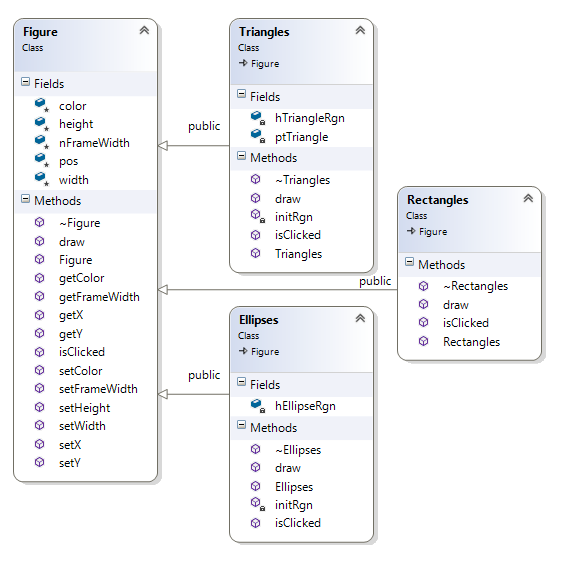 Figure
Class
Fields
color
height
nFrameWidth
pos
width
Methods
~Figure
draw
Figure
getColor
getFrameWidth
getX
getY
isClicked
setColor
setFrameWidth
setHeight
setWidth
setX
setY
public
Triangles
Class
Figure
Fields
hTriangleRgn
ptTriangle
Methods
~Triangles
draw
initRgn
isClicked
Triangles
public
Rectangles
Class
Figure
Methods
~Rectangles
draw
isClicked
Rectangles
public
Ellipses
Class
Figure
Fields
hEllipseRgn
Methods
~Ellipses
draw
Ellipses
initRgn
isClicked